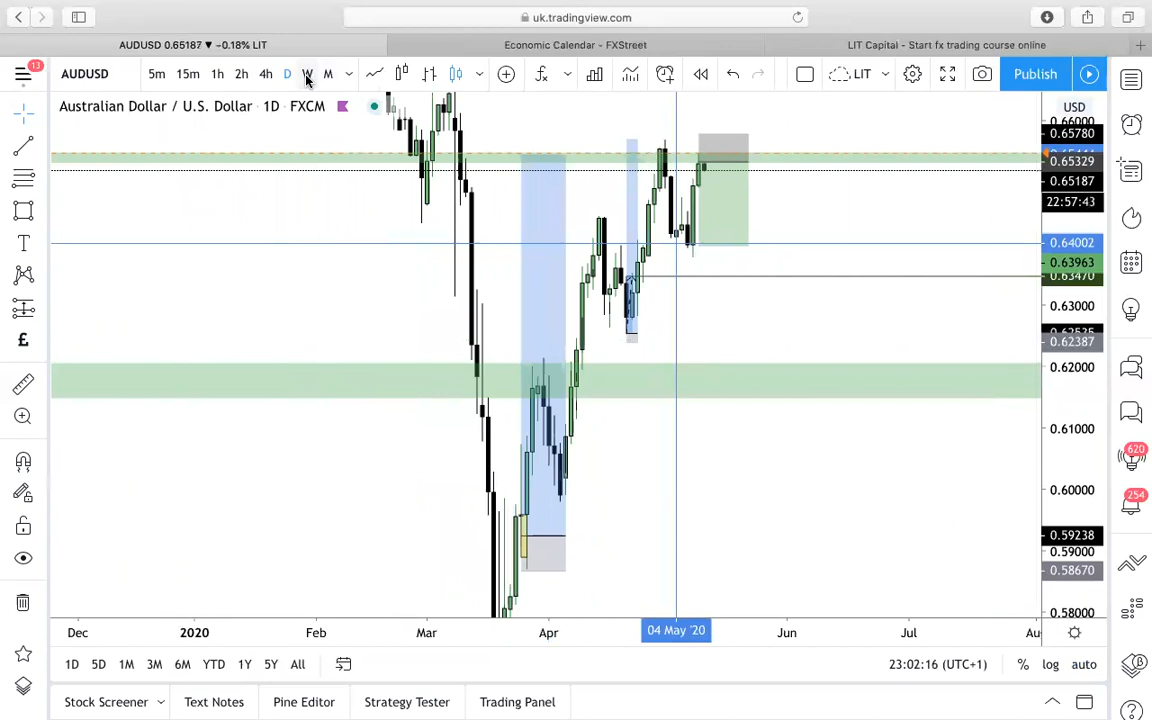 uk.tradingview.com
AUDUSD 0.65187 ▼ −0.18% LIT
Economic Calendar - FXStreet
LIT Capital - Start fx trading course online
13
AUDUSD
5m 15m 1h 2h 4h D W M
LIT
Publish
Australian Dollar / U.S. Dollar · 1D · FXCM
USD
0.66000
0.65780
0.65329
0.65187
22:57:43
0.64002
0.63963
0.63470
0.63000
0.62387
0.62000
0.61000
0.60000
0.59238
0.59000
0.58670
0.58000
620
254
Dec 2020 Feb Mar Apr 04 May '20 Jun Jul Au
1D 5D 1M 3M 6M YTD 1Y 5Y All
23:02:16 (UTC+1) % log auto
Stock Screener Text Notes Pine Editor Strategy Tester Trading Panel